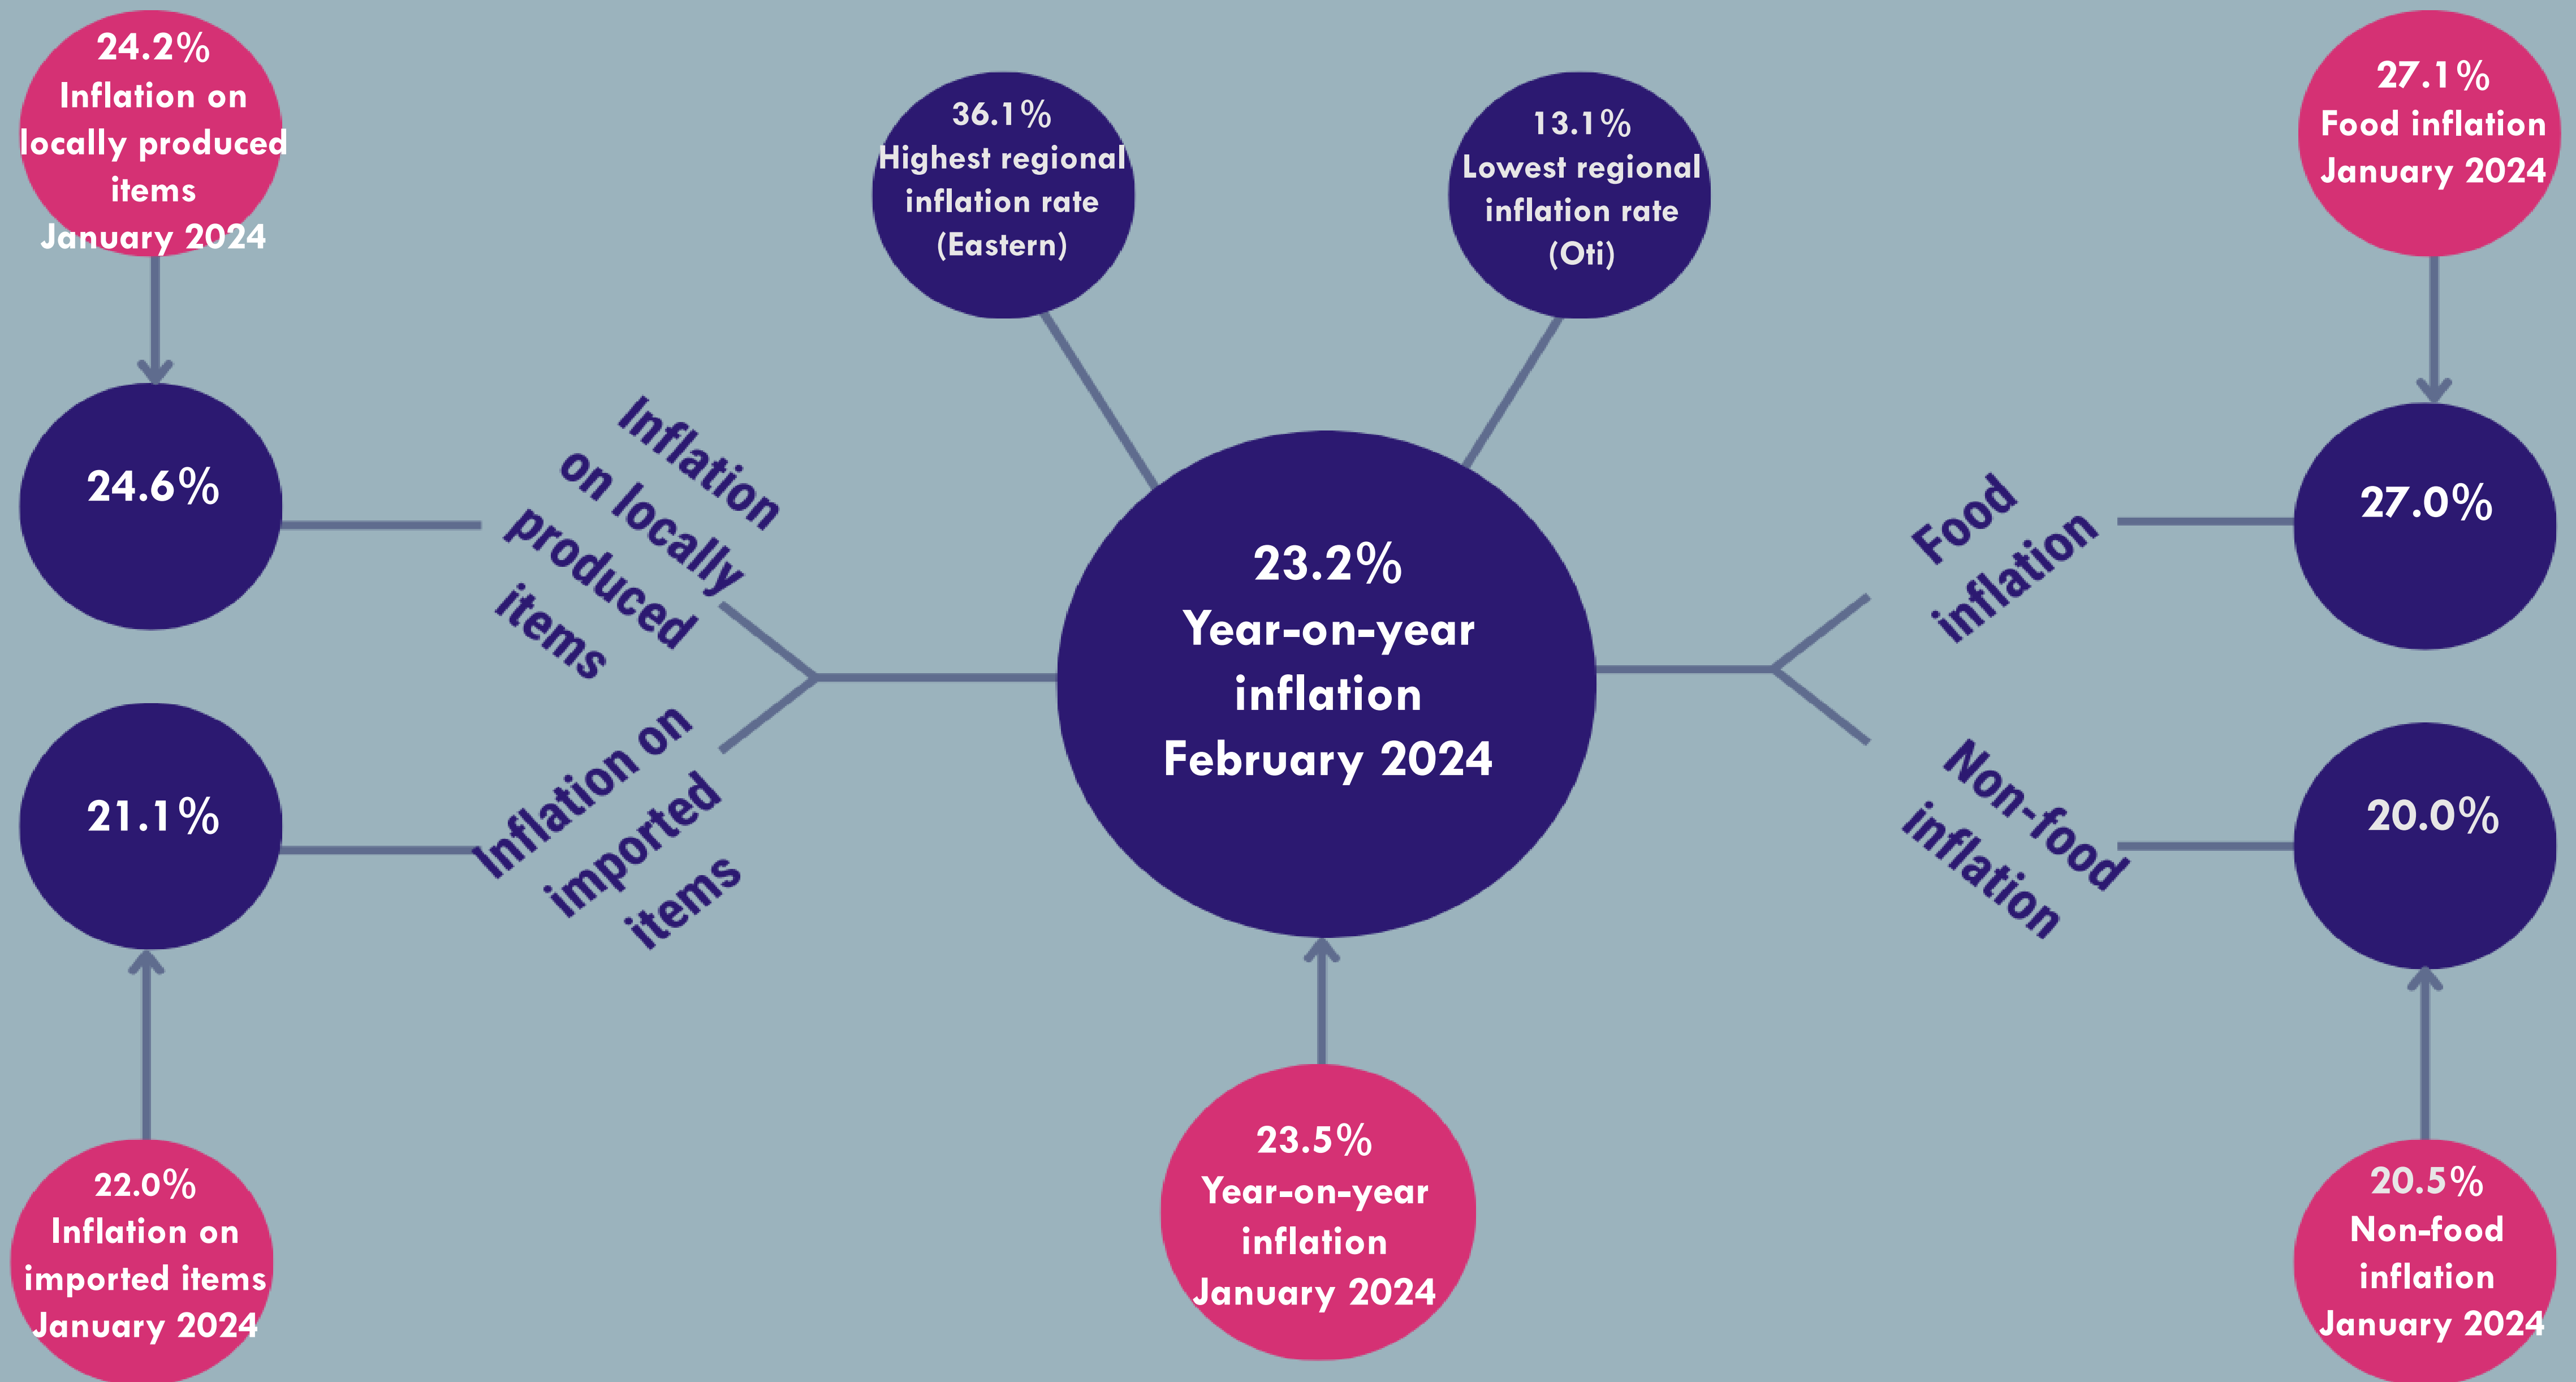 24.2%
Inflation on
locally produced
items
January 2024
36.1%
Highest regional
inflation rate
(Eastern)
13.1%
Lowest regional
inflation rate
(Oti)
27.1%
Food inflation
January 2024
24.6%
Inflation
on locally
produced
items
23.2%
Year-on-year
inflation
February 2024
Food
inflation
27.0%
21.1%
Inflation on
imported
items
Non-food
inflation
20.0%
22.0%
Inflation on
imported items
January 2024
23.5%
Year-on-year
inflation
January 2024
20.5%
Non-food
inflation
January 2024